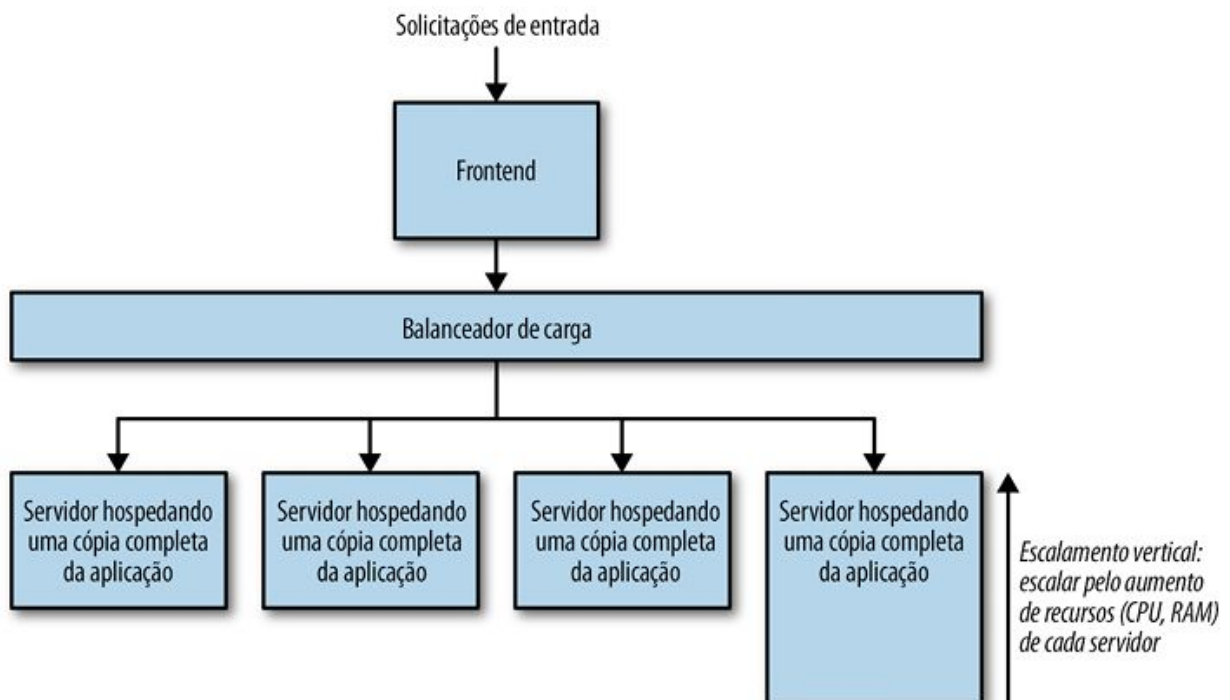 Solicitações de entrada
Frontend
Balanceador de carga
Servidor hospedando
uma cópia completa
da aplicação
Servidor hospedando
uma cópia completa
da aplicação
Servidor hospedando
uma cópia completa
da aplicação
Servidor hospedando
uma cópia completa
da aplicação
Escalamento vertical:
escalar pelo aumento
de recursos (CPU, RAM)
de cada servidor